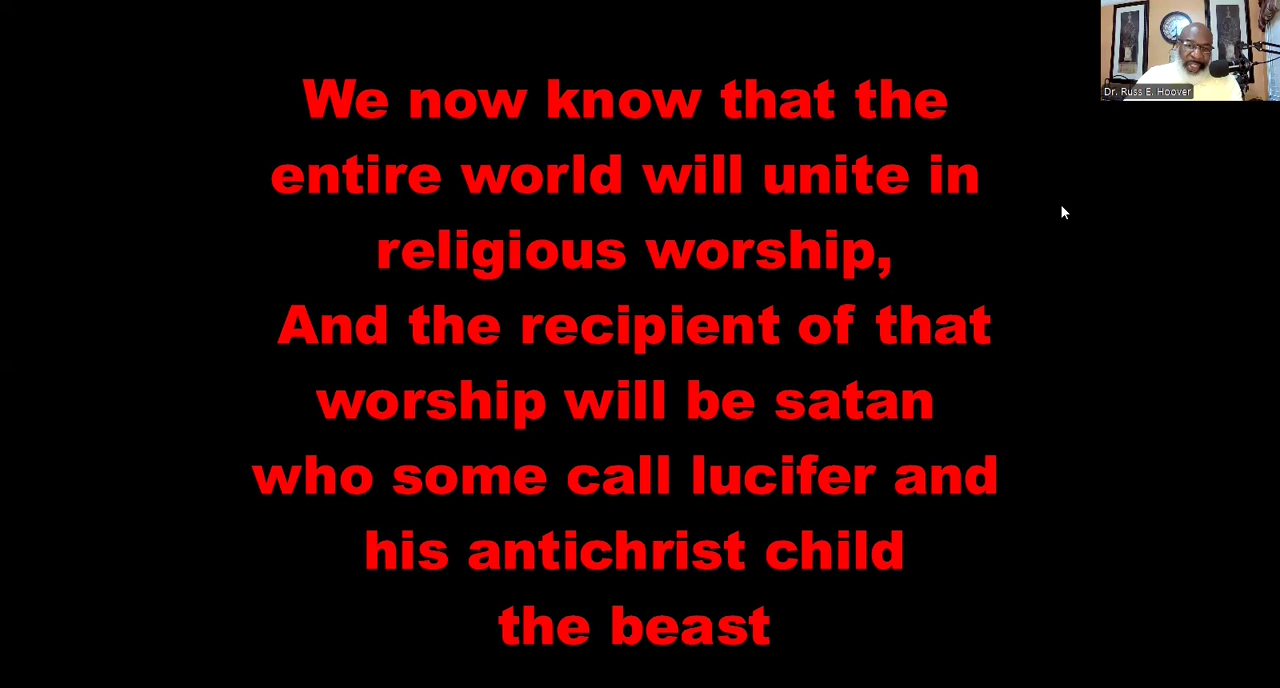 We now know that the
entire world will unite in
religious worship,
And the recipient of that
worship will be satan
who some call lucifer and
his antichrist child
the beast
Dr. Russ E. Hoover